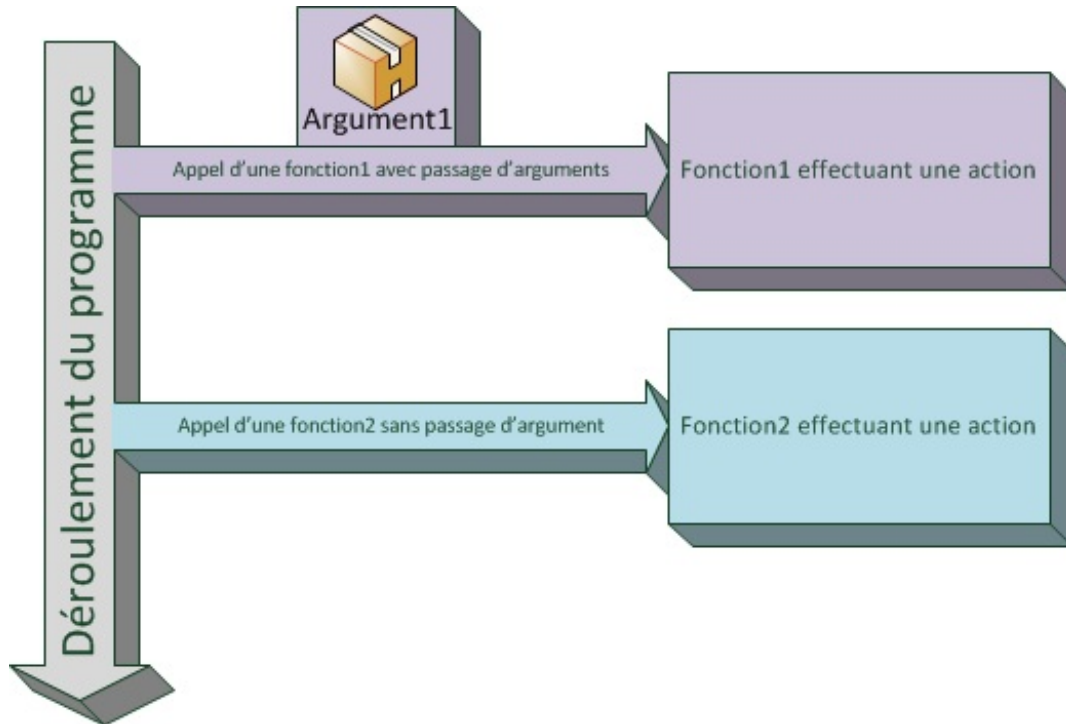 Déroulement du programme
Argument1
Appel d'une fonction1 avec passage d'arguments
Fonction1 effectuant une action
Appel d'une fonction2 sans passage d'argument
Fonction2 effectuant une action